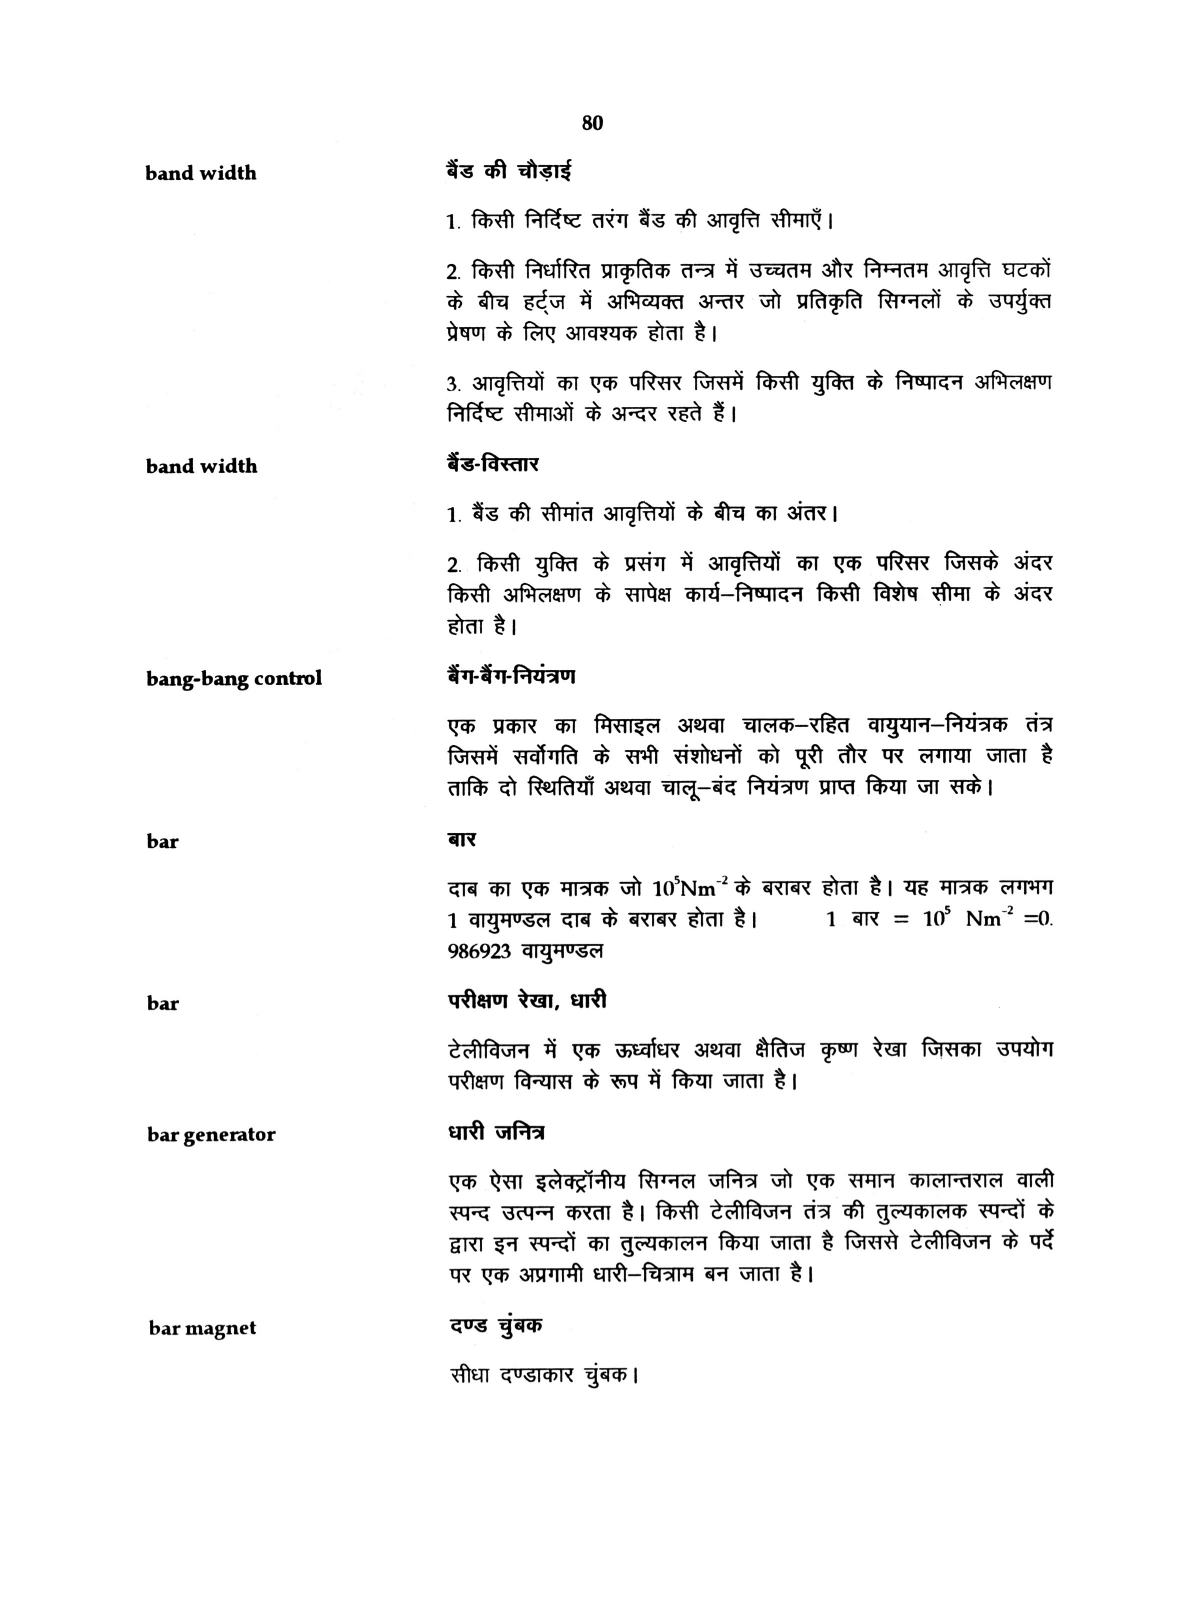 80
band width बैंड की चौड़ाई
1. किसी निर्दिष्ट तरंग बैंड की आवृत्ति सीमाएँ।
2. किसी निर्धारित प्राकृतिक तन्त्र में उच्चतम और निम्नतम आवृत्ति घटकों
के बीच हर्ट्ज में अभिव्यक्त अन्तर जो प्रतिकृति सिग्नलों के उपर्युक्त
प्रेषण के लिए आवश्यक होता है।
3. आवृत्तियों का एक परिसर जिसमें किसी युक्ति के निष्पादन अभिलक्षण
निर्दिष्ट सीमाओं के अन्दर रहते हैं।
band width बैंड-विस्तार
1. बैंड की सीमांत आवृत्तियों के बीच का अंतर।
2. किसी युक्ति के प्रसंग में आवृत्तियों का एक परिसर जिसके अंदर
किसी अभिलक्षण के सापेक्ष कार्य–निष्पादन किसी विशेष सीमा के अंदर
होता है।
bang-bang control बैंग-बैंग-नियंत्रण
एक प्रकार का मिसाइल अथवा चालक–रहित वायुयान–नियंत्रक तंत्र
जिसमें सर्वोगति के सभी संशोधनों को पूरी तौर पर लगाया जाता है
ताकि दो स्थितियाँ अथवा चालू–बंद नियंत्रण प्राप्त किया जा सके।
bar बार
दाब का एक मात्रक जो 10⁵Nm⁻² के बराबर होता है। यह मात्रक लगभग
1 वायुमण्डल दाब के बराबर होता है। 1 बार = 10⁵ Nm⁻² =0.
986923 वायुमण्डल
bar परीक्षण रेखा, धारी
टेलीविजन में एक ऊर्ध्वाधर अथवा क्षैतिज कृष्ण रेखा जिसका उपयोग
परीक्षण विन्यास के रूप में किया जाता है।
bar generator धारी जनित्र
एक ऐसा इलेक्ट्रॉनीय सिग्नल जनित्र जो एक समान कालान्तराल वाली
स्पन्द उत्पन्न करता है। किसी टेलीविजन तंत्र की तुल्यकालक स्पन्दों के
द्वारा इन स्पन्दों का तुल्यकालन किया जाता है जिससे टेलीविजन के पर्दे
पर एक अप्रगामी धारी–चित्राम बन जाता है।
bar magnet दण्ड चुंबक
सीधा दण्डाकार चुंबक।